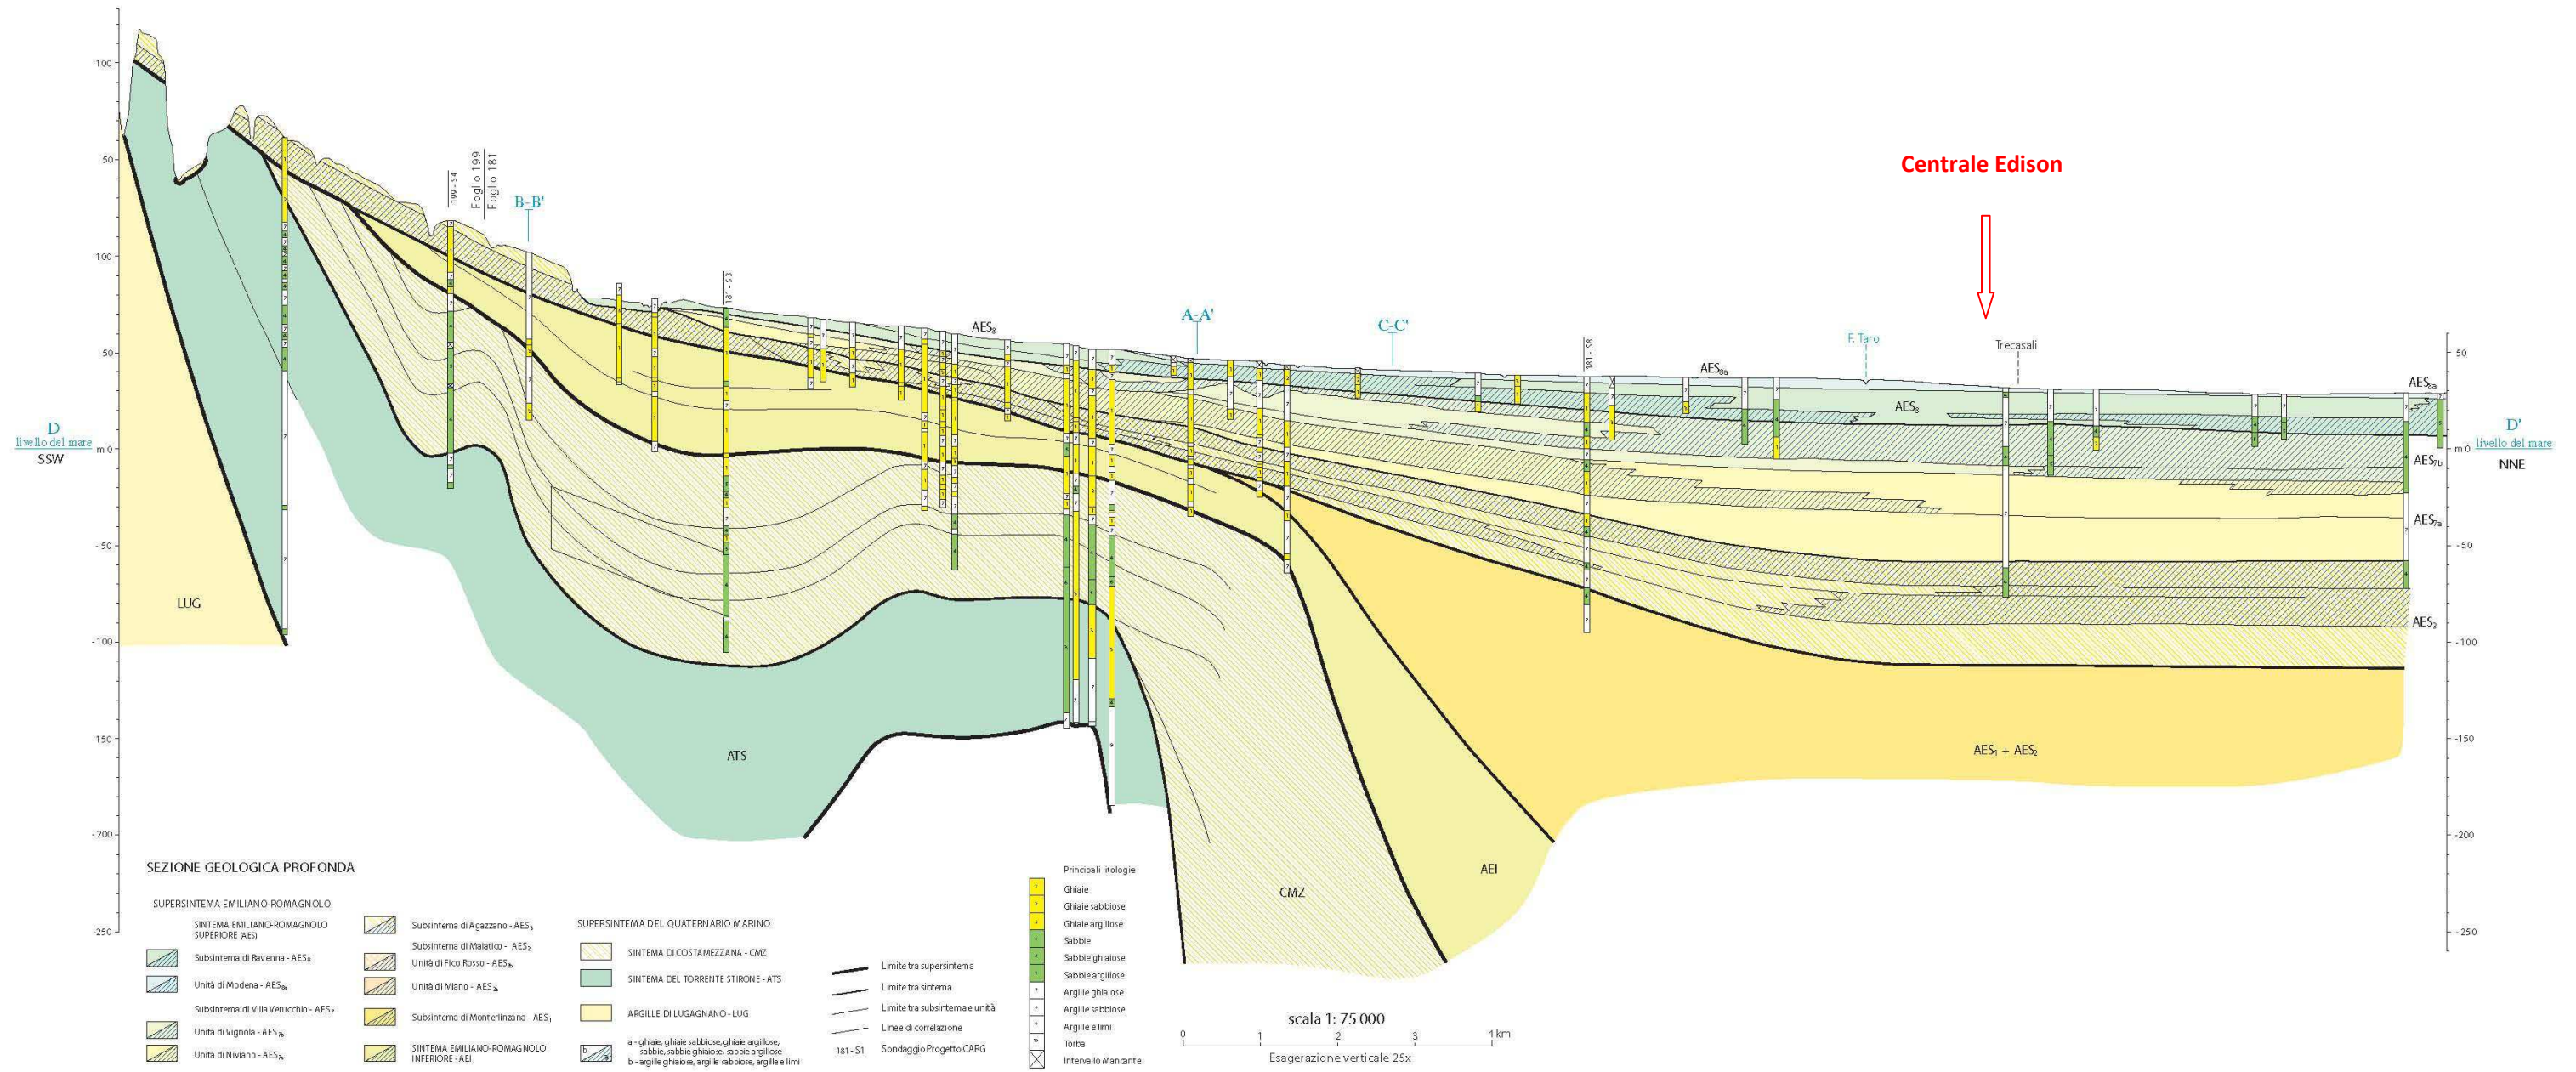 Centrale Edison
199 - S4
Foglio 199
Foglio 181
B-B'
181 - S3
AES8
A-A'
C-C'
181 - S8
AES8a
F. Taro
Trecasali
AES8
AES8a
AES7b
AES7a
AES3
D
livello del mare
SSW
D'
livello del mare
NNE
100
50
100
50
m 0
- 50
-100
-150
- 200
-250
50
m 0
-50
-100
-150
-200
-250
LUG
ATS
CMZ
AEI
AES1 + AES2
SEZIONE GEOLOGICA PROFONDA
SUPERSINTEMA EMILIANO-ROMAGNOLO
SINTEMA EMILIANO-ROMAGNOLO
SUPERIORE (AES)
Subsintema di Ravenna - AES8
Unità di Modena - AES8a
Subsintema di Villa Verucchio - AES7
Unità di Vignola - AES7b
Unità di Niviano - AES7a
Subsintema di Agazzano - AES3
Subsintema di Maiatico - AES2
Unità di Fico Rosso - AES2b
Unità di Miano - AES2a
Subsintema di Monterlinzana - AES1
SINTEMA EMILIANO-ROMAGNOLO
INFERIORE - AEI
SUPERSINTEMA DEL QUATERNARIO MARINO
SINTEMA DI COSTAMEZZANA - CMZ
SINTEMA DEL TORRENTE STIRONE - ATS
ARGILLE DI LUGAGNANO - LUG
b
a
a - ghiaie, ghiaie sabbiose, ghiaie argillose,
sabbie, sabbie ghiaiose, sabbie argillose
b - argille ghiaiose, argille sabbiose, argille e limi
Limite tra supersintema
Limite tra sintema
Limite tra subsintema e unità
Linee di correlazione
181 - S1 Sondaggio Progetto CARG
Principali litologie
Ghiaie
Ghiaie sabbiose
Ghiaie argillose
Sabbie
Sabbie ghiaiose
Sabbie argillose
Argille ghiaiose
Argille sabbiose
Argille e limi
Torba
Intervallo Mancante
scala 1: 75 000
0 1 2 3 4 km
Esagerazione verticale 25x